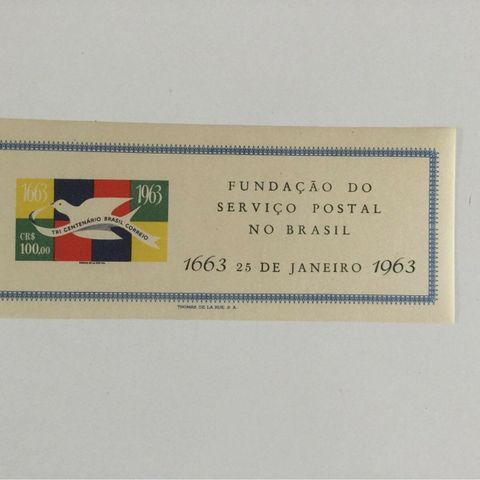 1663 1963
TRI CENTENÁRIO BRASIL CORREIO
CR$
100,00
FUNDAÇÃO DO
SERVIÇO POSTAL
NO BRASIL
1663 25 DE JANEIRO 1963
THOMAS DE LA RUE S A.